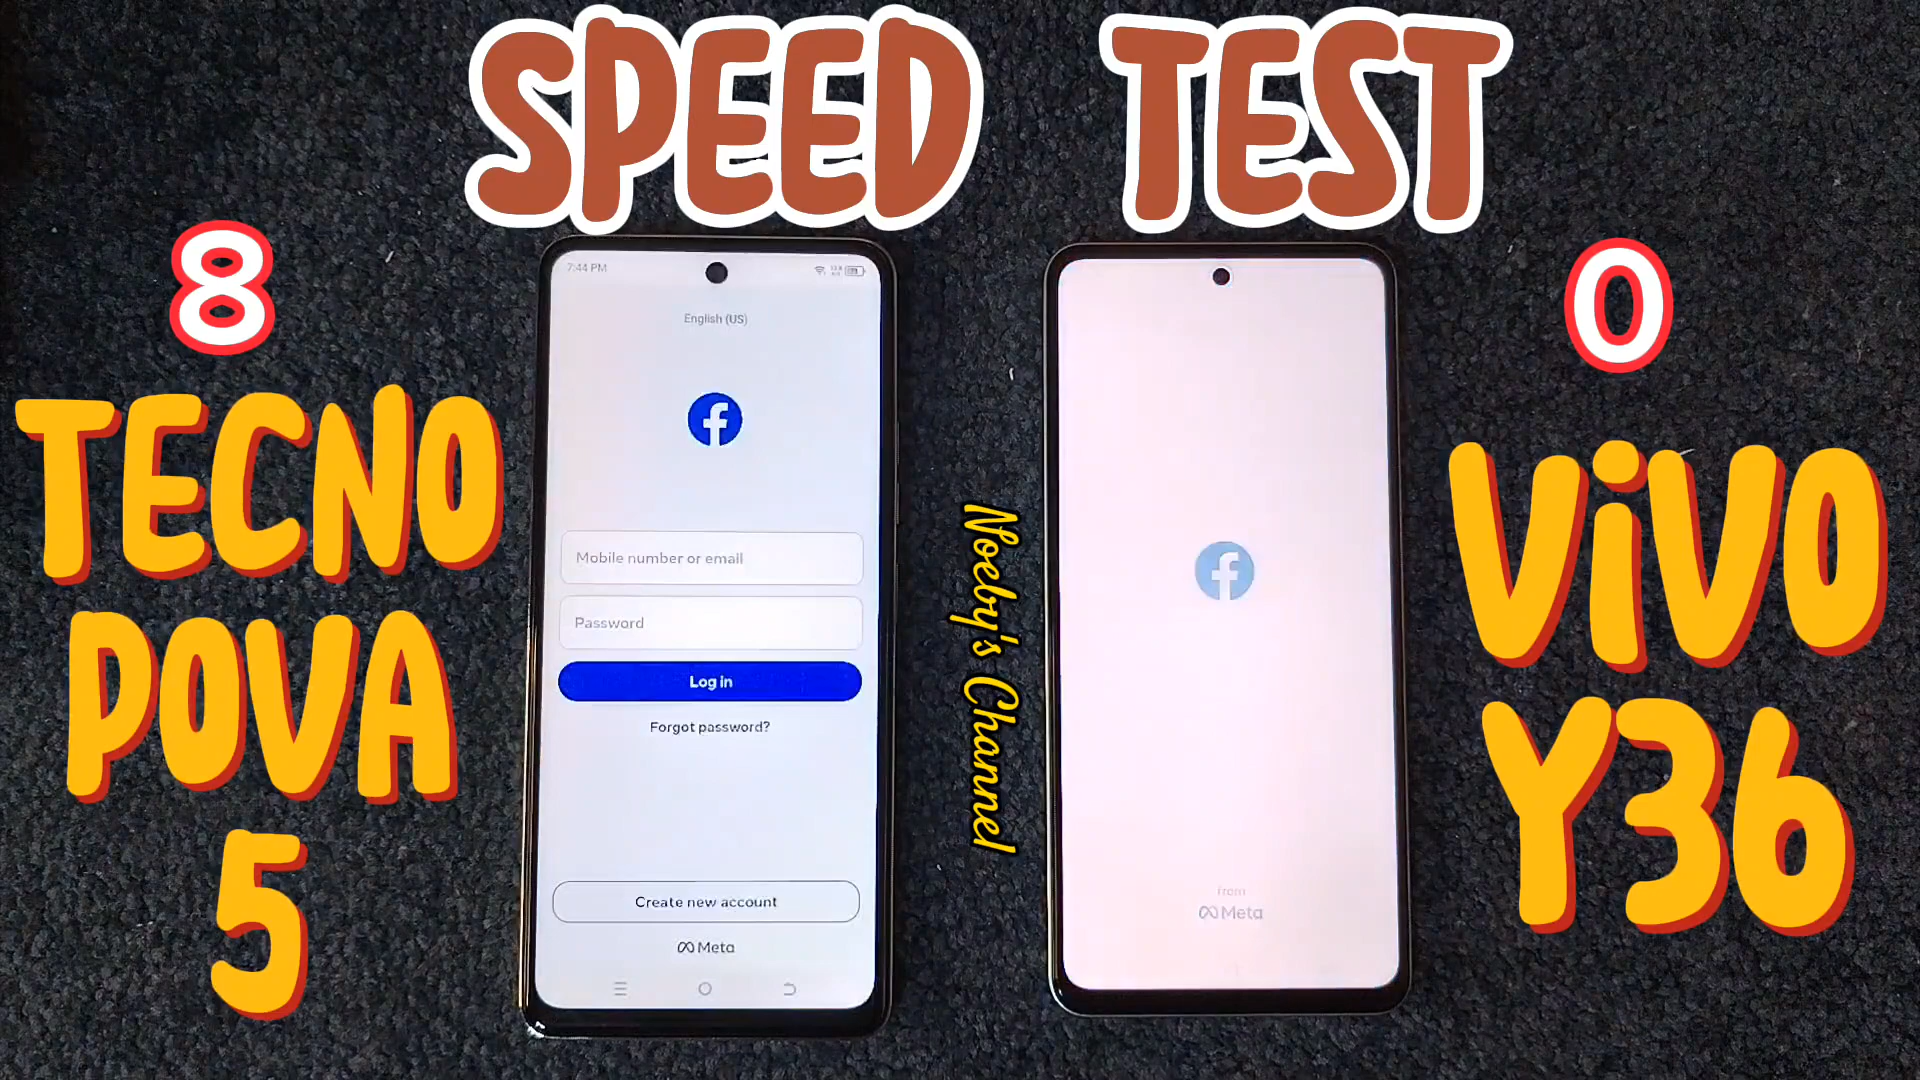 SPEED TEST
8
0
TECNO
POVA
5
ViVO
Y36
Noeby's Channel
7:44 PM
English (US)
Mobile number or email
Password
Log in
Forgot password?
Create new account
Meta
from
Meta